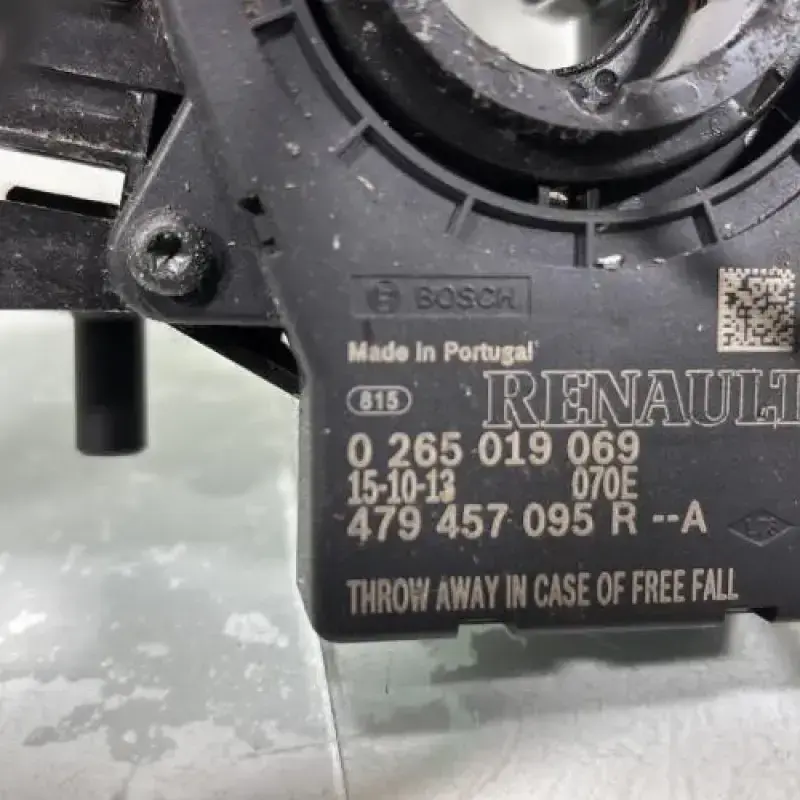 BOSCH
Made in Portugal
815
RENAULT
0 265 019 069
15-10-13 070E
479 457 095 R --A
THROW AWAY IN CASE OF FREE FALL